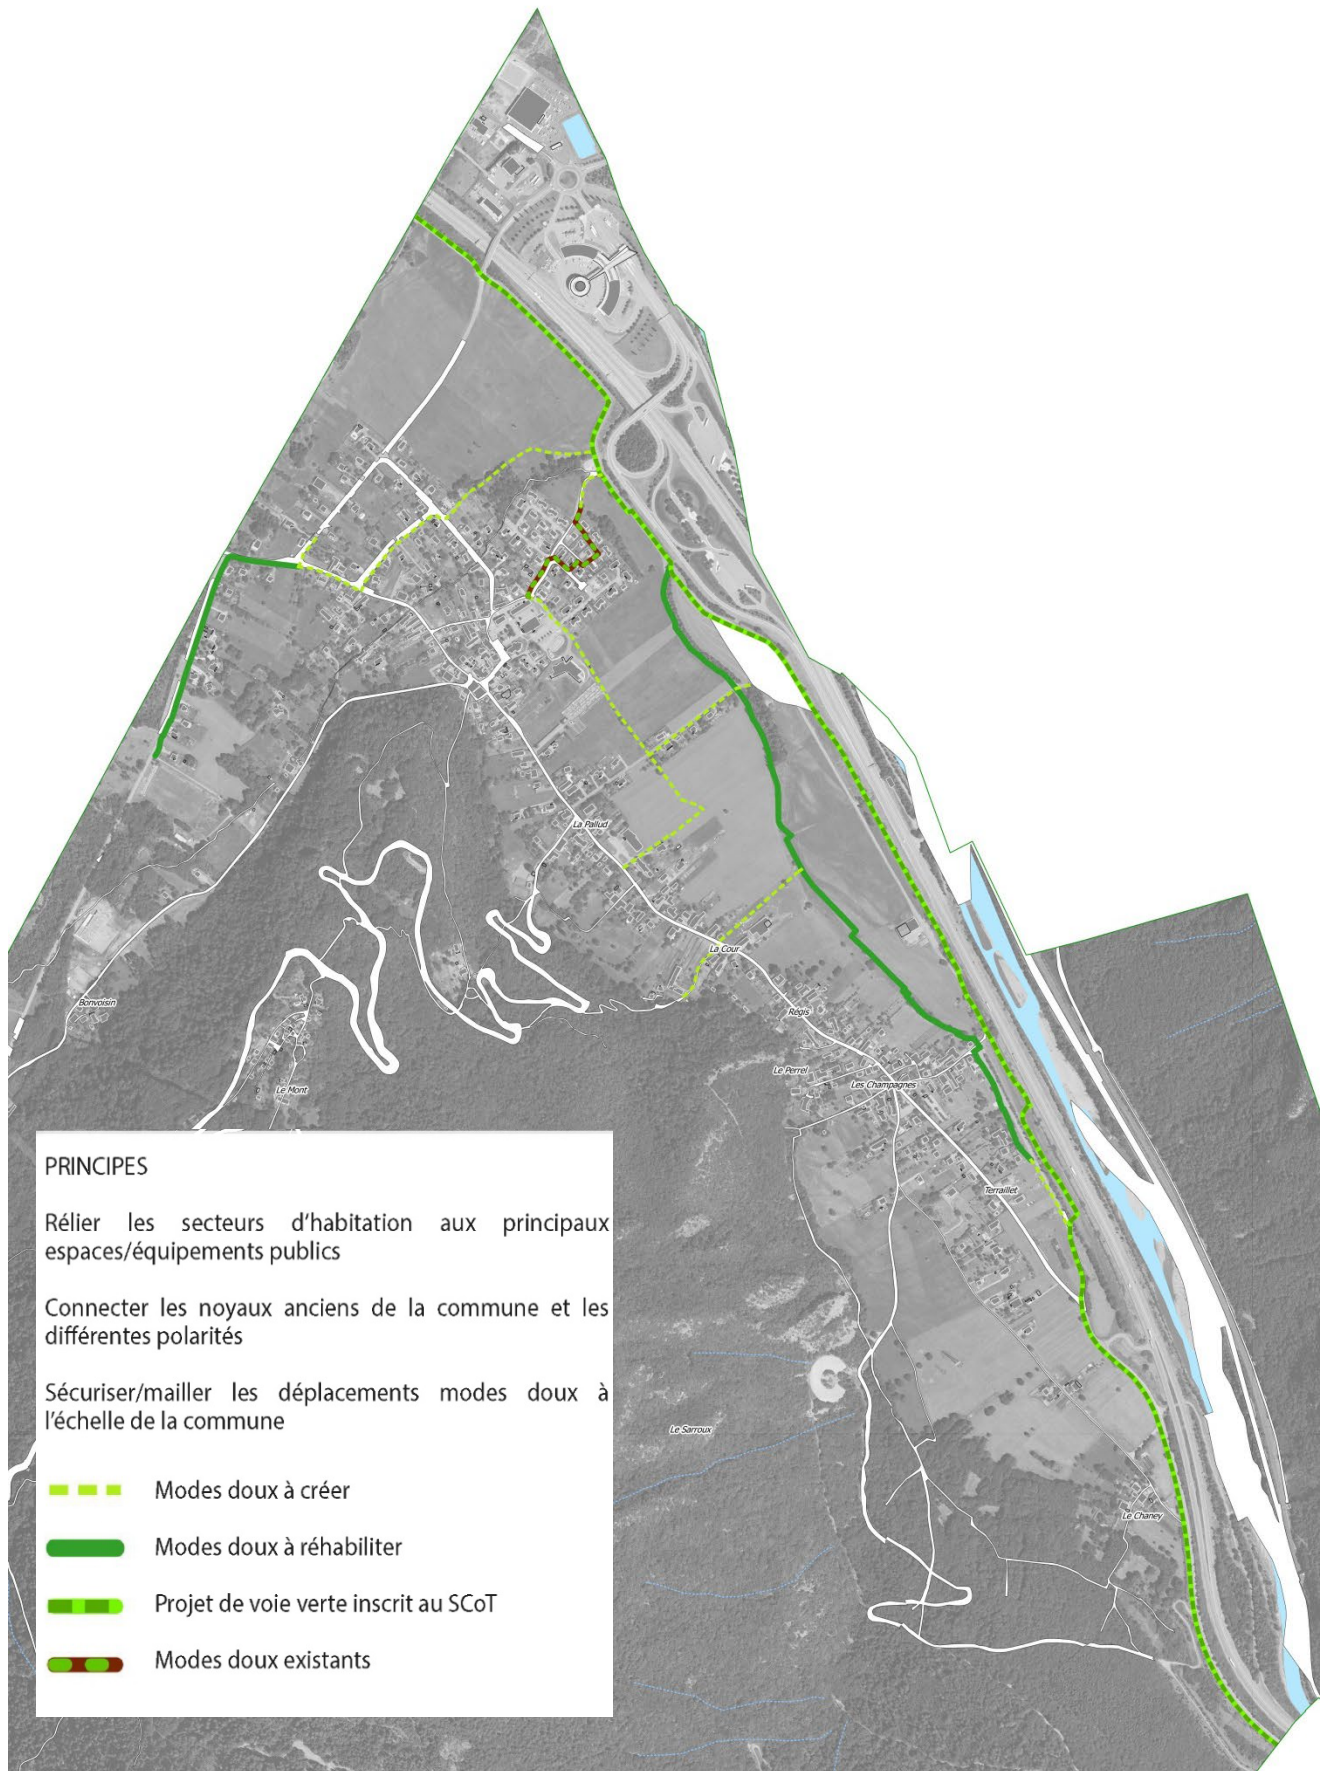 La Pallud
La Cour
Régis
Bonvoisin
Le Perrel
Les Champagnes
Le Mont
PRINCIPES
Rélier les secteurs d'habitation aux principaux
espaces/équipements publics
Terraillet
Connecter les noyaux anciens de la commune et les
différentes polarités
Sécuriser/mailler les déplacements modes doux à
l'échelle de la commune
Le Sarroux
Modes doux à créer
Le Chaney
Modes doux à réhabiliter
Projet de voie verte inscrit au SCoT
Modes doux existants